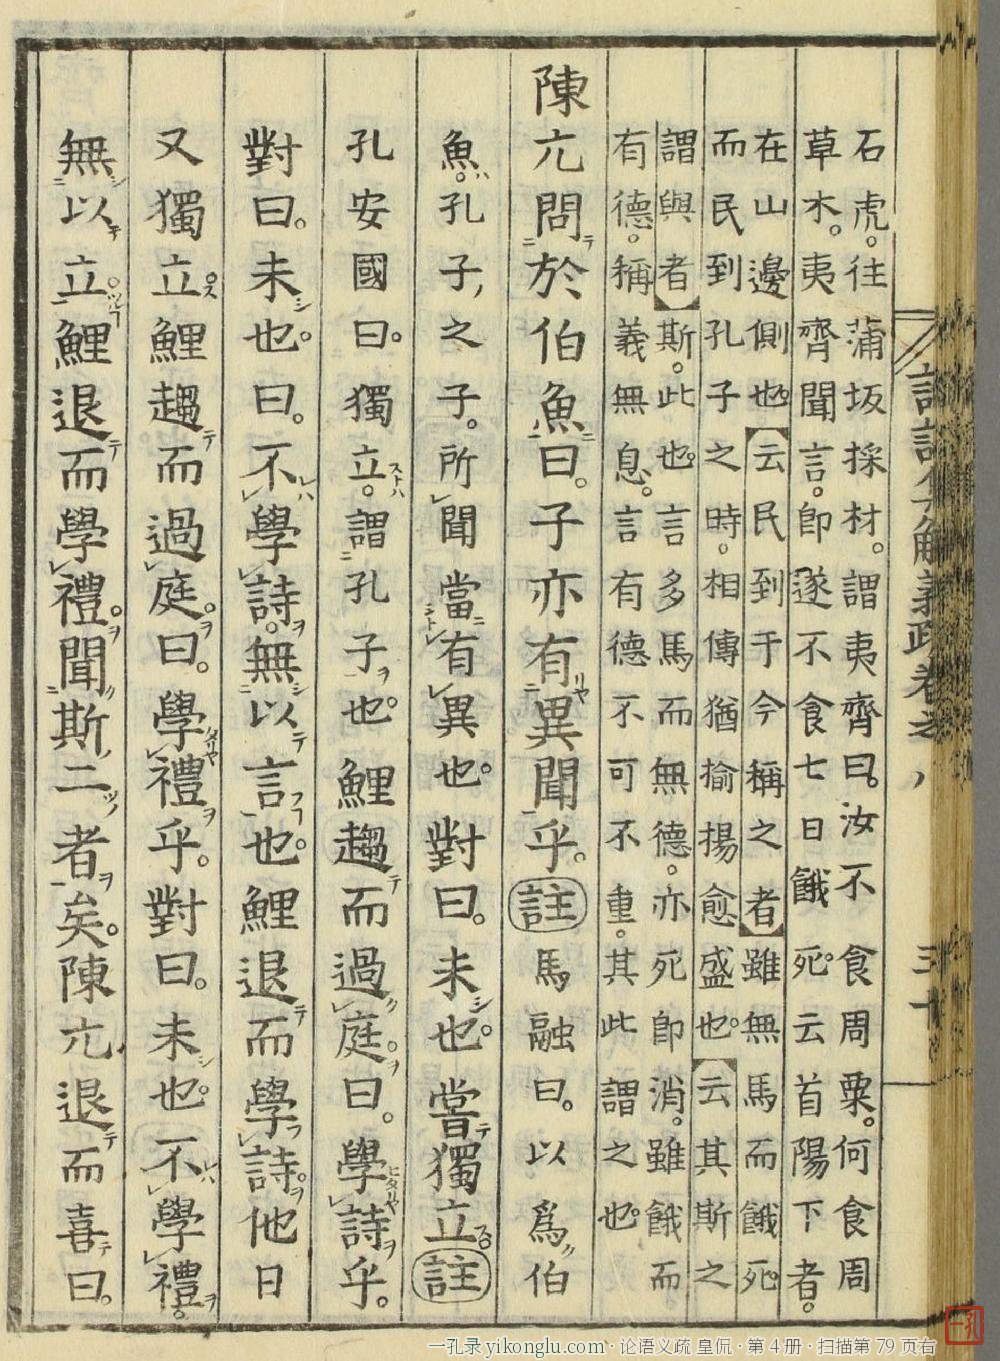 石虎。往蒲坂採材。謂夷齊曰。汝不食周粟。何食周
草木。夷齊聞言。卽遂不食七日餓死。云首陽下者。
在山邊側也。【云民到于今稱之者】雖無馬而餓死。
而民到孔子之時。相傳猶揄揚愈盛也。【云其斯之
謂與者】斯。此也。言多馬而無德。亦死卽消。雖餓而
有德。稱義無息。言有德不可不重。其此謂之也。
陳亢問於伯魚曰。子亦有異聞乎。註馬融曰。以爲伯
魚。孔子之子。所聞當有異也。對曰。未也。嘗獨立註
孔安國曰。獨立。謂孔子也。鯉趨而過庭。曰。學詩乎。
對曰。未也。曰。不學詩。無以言也。鯉退而學詩。他日
又獨立。鯉趨而過庭。曰。學禮乎。對曰。未也。不學禮。
無以立。鯉退而學禮。聞斯二者矣。陳亢退而喜曰。
論語集解義疏卷之八
三十
一孔
一孔录 yikonglu.com · 论语义疏 皇侃 · 第 4 册 · 扫描第 79 页右